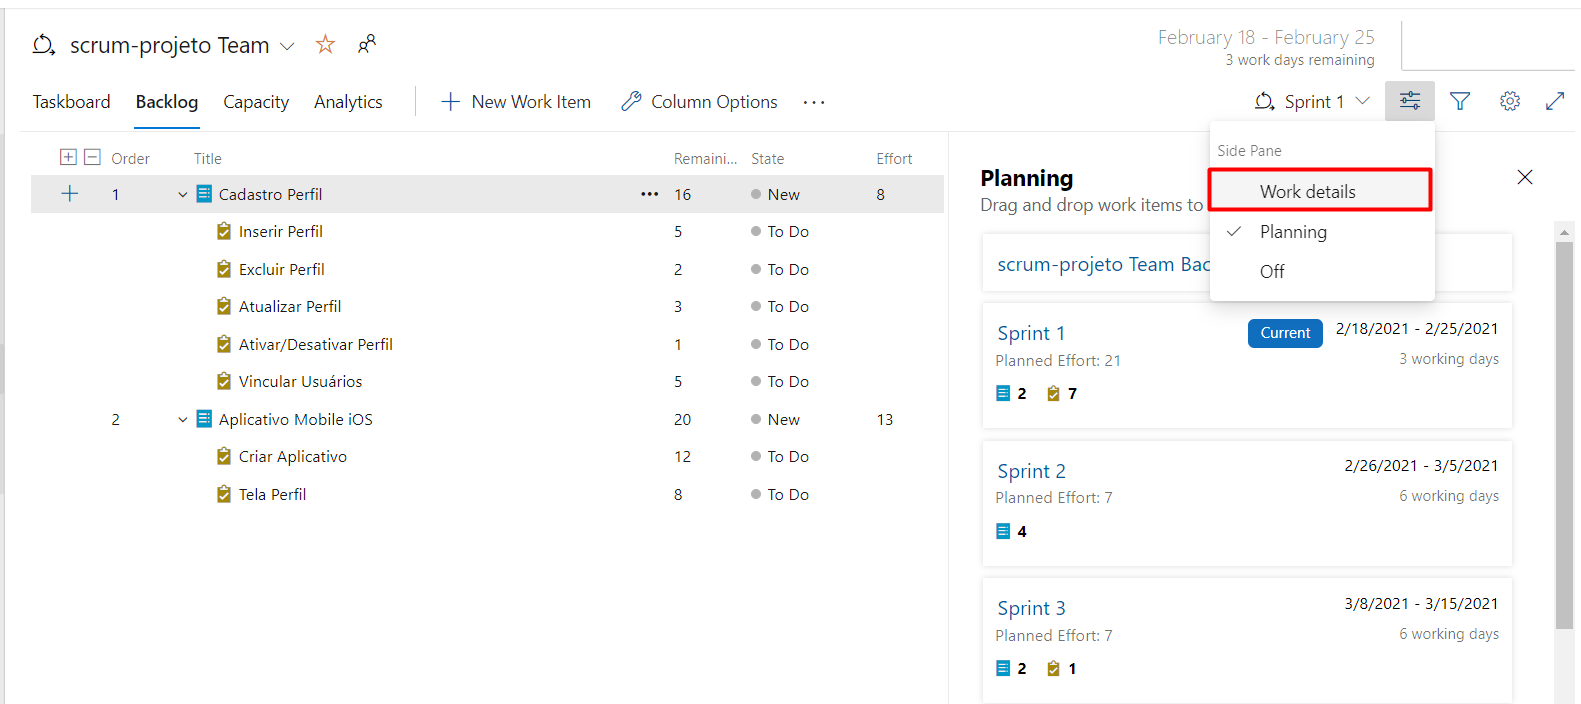 scrum-projeto Team
February 18 - February 25
3 work days remaining
Taskboard Backlog Capacity Analytics New Work Item Column Options ... Sprint 1
Side Pane
Work details
Planning
Off
Order Title Remaini... State Effort
1 Cadastro Perfil ... 16 New 8
Inserir Perfil 5 To Do
Excluir Perfil 2 To Do
Atualizar Perfil 3 To Do
Ativar/Desativar Perfil 1 To Do
Vincular Usuários 5 To Do
2 Aplicativo Mobile iOS 20 New 13
Criar Aplicativo 12 To Do
Tela Perfil 8 To Do
Planning
Drag and drop work items to
scrum-projeto Team Bac
Sprint 1 Current 2/18/2021 - 2/25/2021
Planned Effort: 21 3 working days
2 7
Sprint 2 2/26/2021 - 3/5/2021
Planned Effort: 7 6 working days
4
Sprint 3 3/8/2021 - 3/15/2021
Planned Effort: 7 6 working days
2 1